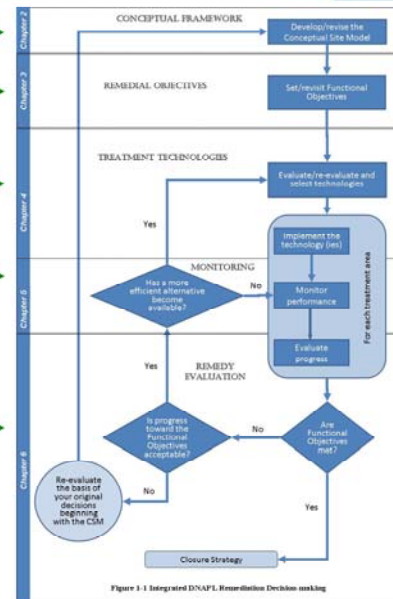 Chapter 2
CONCEPTUAL FRAMEWORK
Develop/revise the
Conceptual Site Model
Chapter 3
REMEDIAL OBJECTIVES
Set/revisit Functional
Objectives
Chapter 4
TREATMENT TECHNOLOGIES
Evaluate/re-evaluate and
select technologies
Yes
Implement the
technology (ies)
For each treatment area
Chapter 5
MONITORING
Has a more
efficient alternative
become
available?
No
Monitor
performance
Evaluate
progress
Chapter 6
Yes
REMEDY
EVALUATION
Is progress
toward the
Functional
Objectives
acceptable?
No
Are
Functional
Objectives
met?
Re-evaluate
the basis of
your original
decisions
beginning
with the CSM
No
Yes
Closure Strategy
Figure 1-1 Integrated DNAPL Remediation Decision making